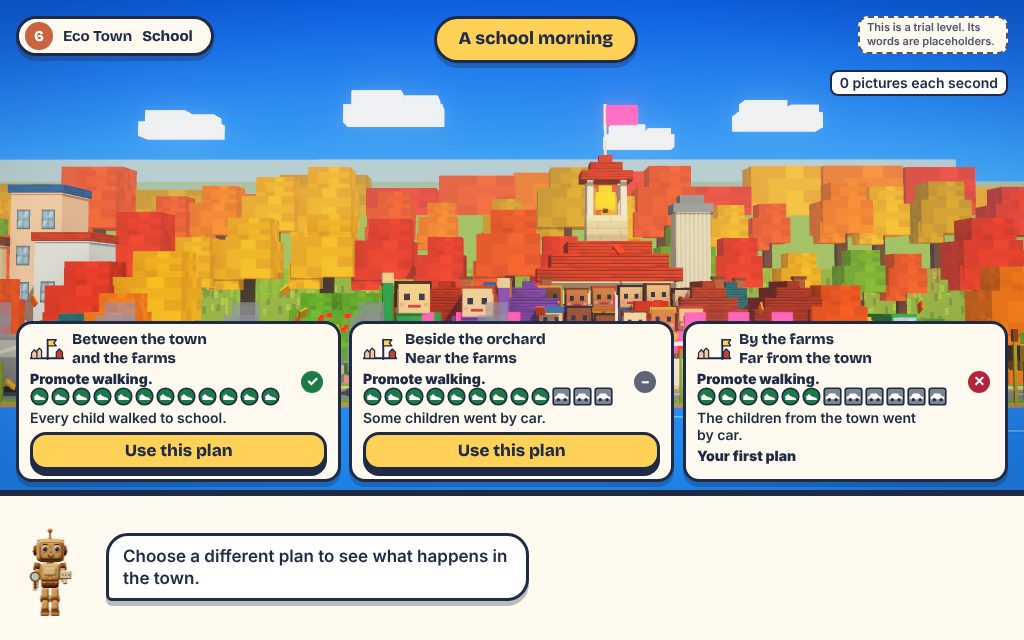 6 Eco Town School
A school morning
This is a trial level. Its
words are placeholders.
0 pictures each second
Between the town
and the farms
Promote walking.
Every child walked to school.
Use this plan
Beside the orchard
Near the farms
Promote walking.
Some children went by car.
Use this plan
By the farms
Far from the town
Promote walking.
The children from the town went
by car.
Your first plan
Choose a different plan to see what happens in
the town.